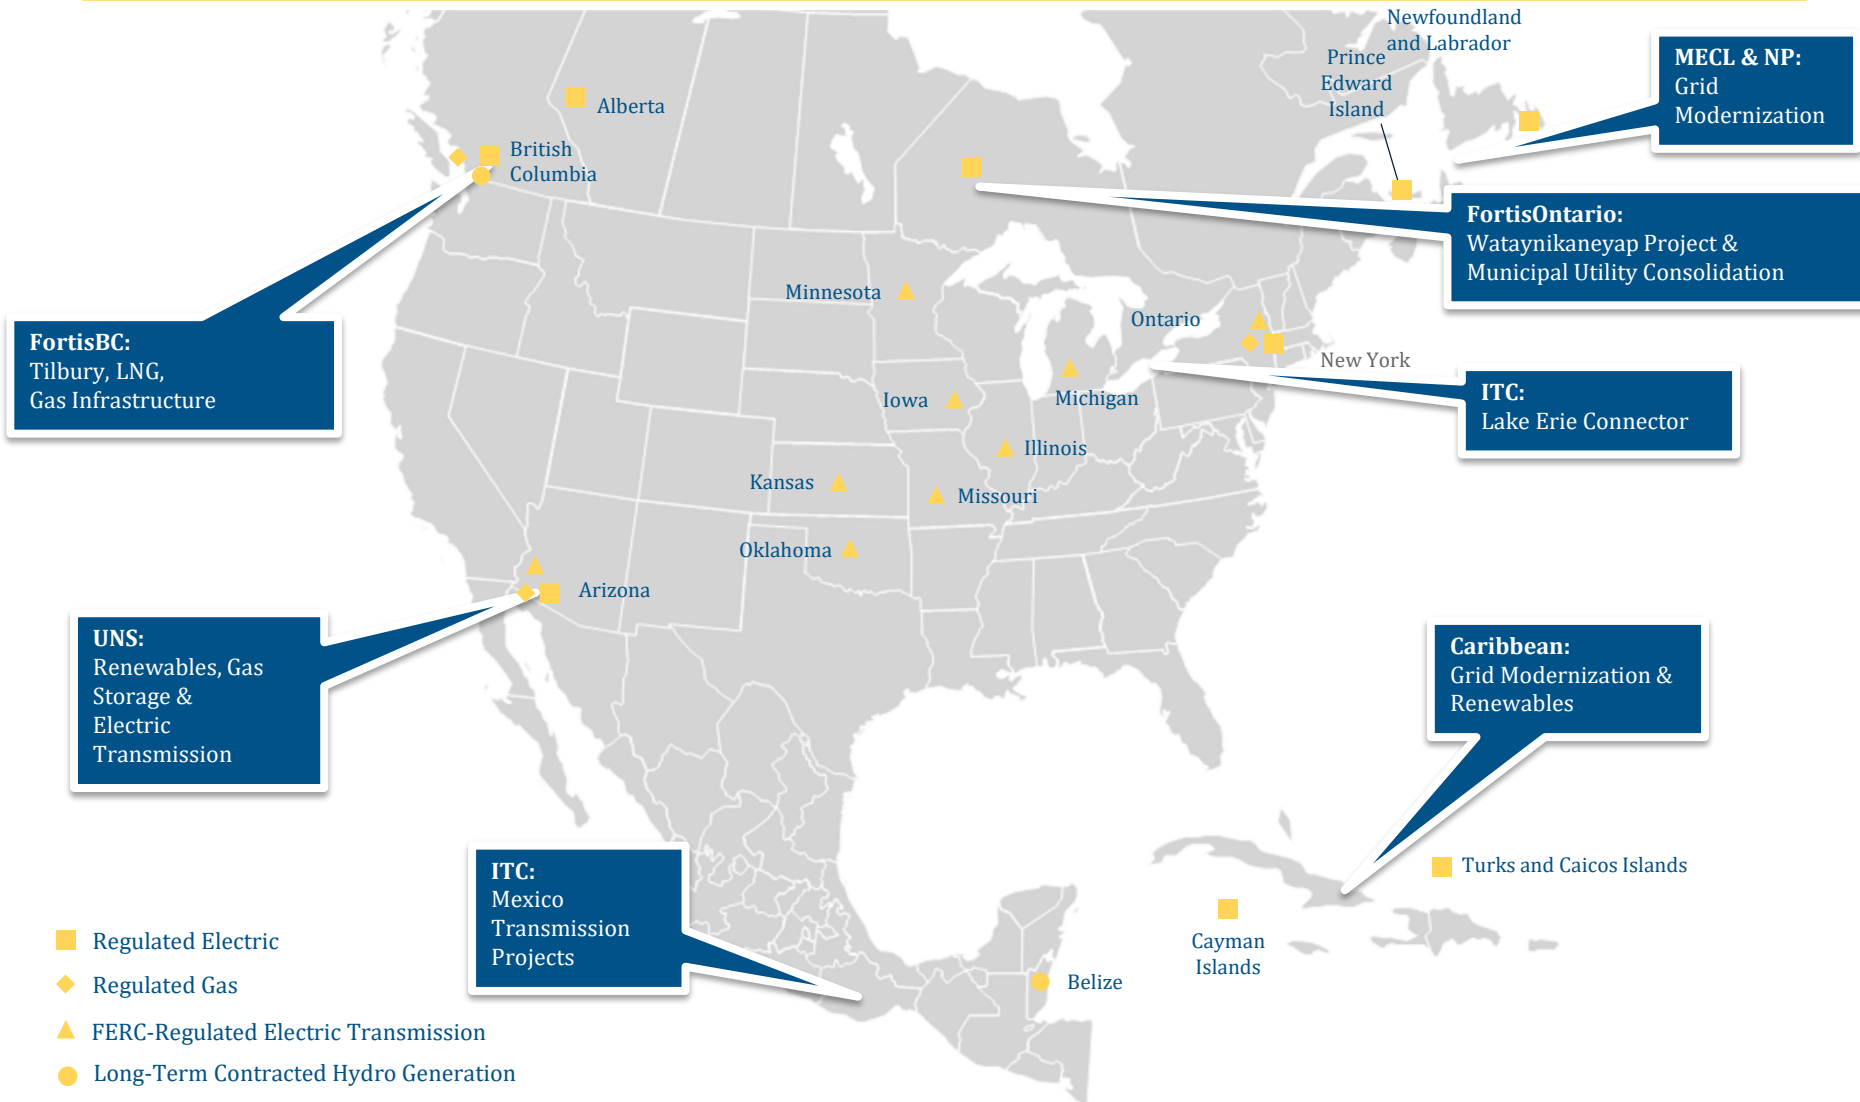 Newfoundland
and Labrador
Prince
Edward
Island
MECL & NP:
Grid
Modernization
Alberta
British
Columbia
FortisOntario:
Wataynikaneyap Project &
Municipal Utility Consolidation
Minnesota
Ontario
FortisBC:
Tilbury, LNG,
Gas Infrastructure
New York
ITC:
Lake Erie Connector
Iowa
Michigan
Illinois
Kansas
Missouri
Oklahoma
Arizona
UNS:
Renewables, Gas
Storage &
Electric
Transmission
Caribbean:
Grid Modernization &
Renewables
ITC:
Mexico
Transmission
Projects
Turks and Caicos Islands
Cayman
Islands
Belize
Regulated Electric
Regulated Gas
FERC-Regulated Electric Transmission
Long-Term Contracted Hydro Generation